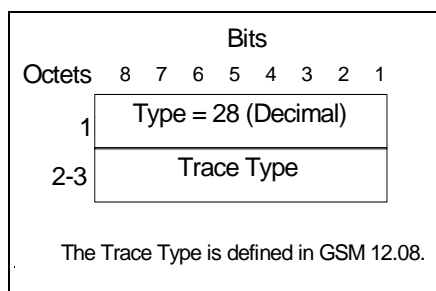 Bits
Octets 8 7 6 5 4 3 2 1
1 Type = 28 (Decimal)
2-3 Trace Type
The Trace Type is defined in GSM 12.08.